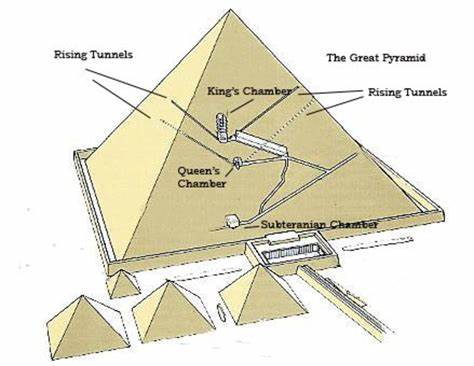 Rising Tunnels
The Great Pyramid
King's Chamber
Rising Tunnels
Queen's
Chamber
Subteranian Chamber